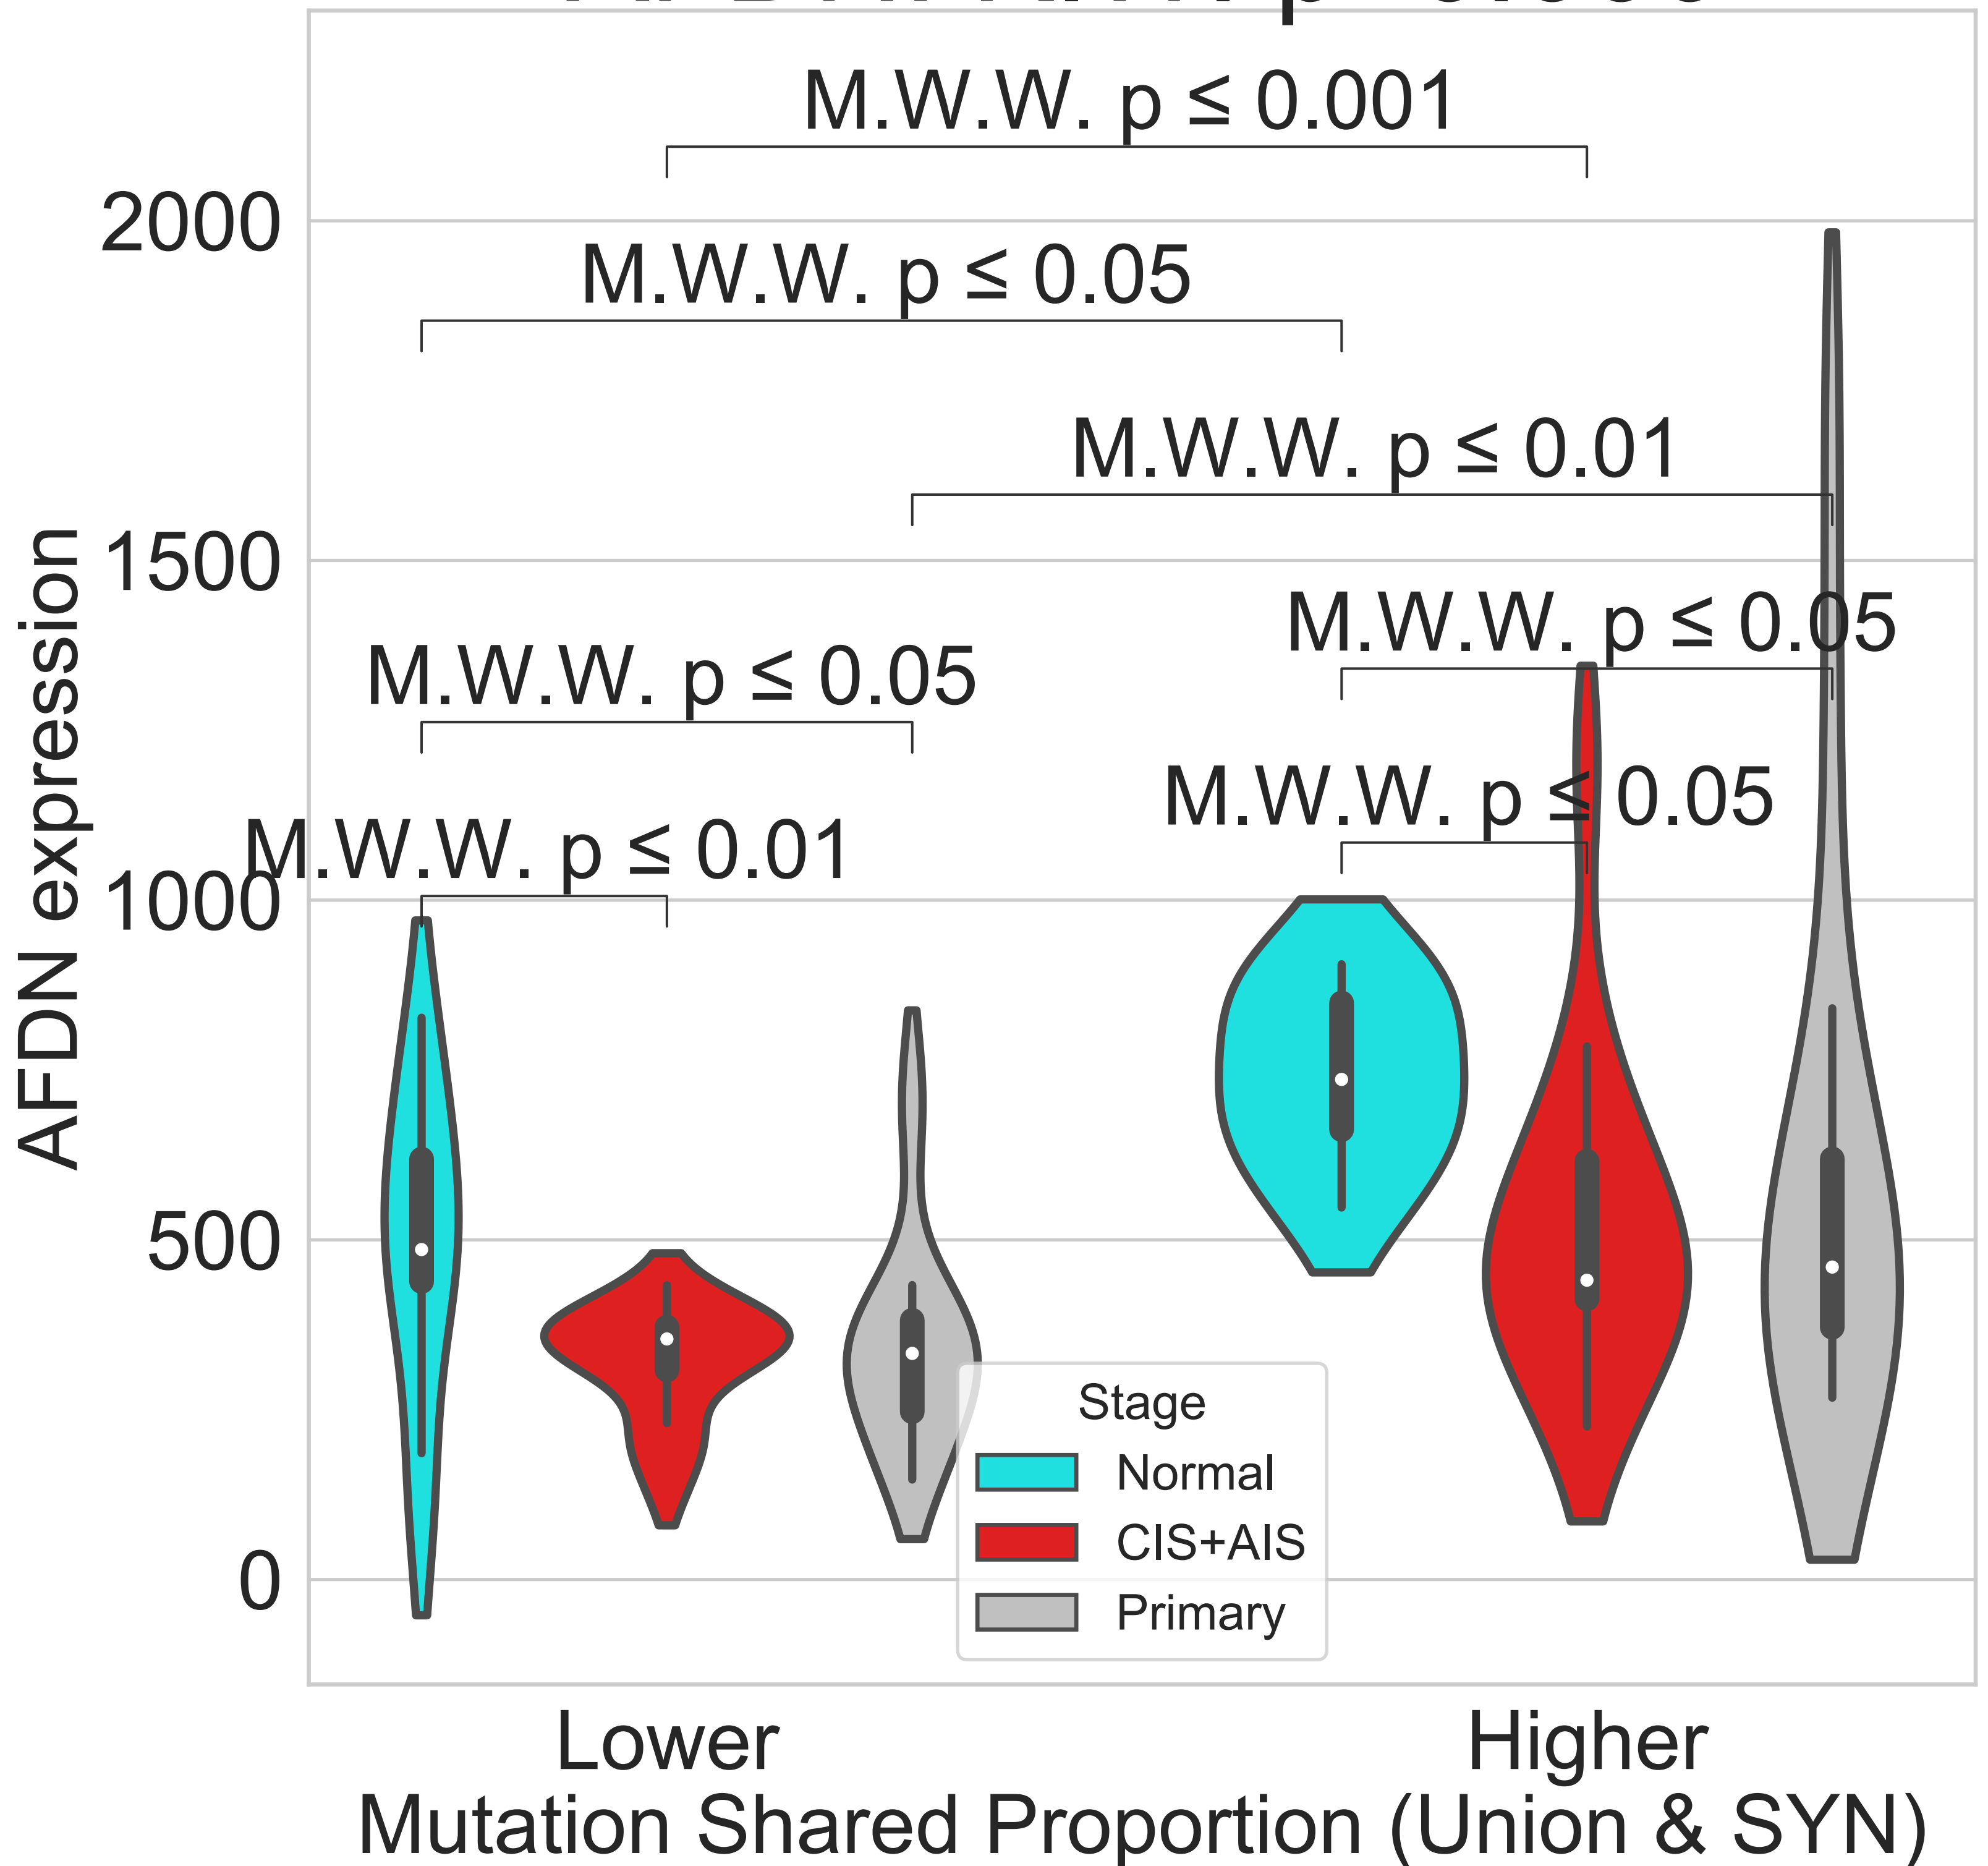 M.W.W. p ≤ 0.001
2000
M.W.W. p ≤ 0.05
M.W.W. p ≤ 0.01
1500
M.W.W. p ≤ 0.05
M.W.W. p ≤ 0.05
M.W.W. p ≤ 0.05
M.W.W. p ≤ 0.01
1000
500
0
AFDN expression
Stage
Normal
CIS+AIS
Primary
Lower
Higher
Mutation Shared Proportion (Union & SYN)